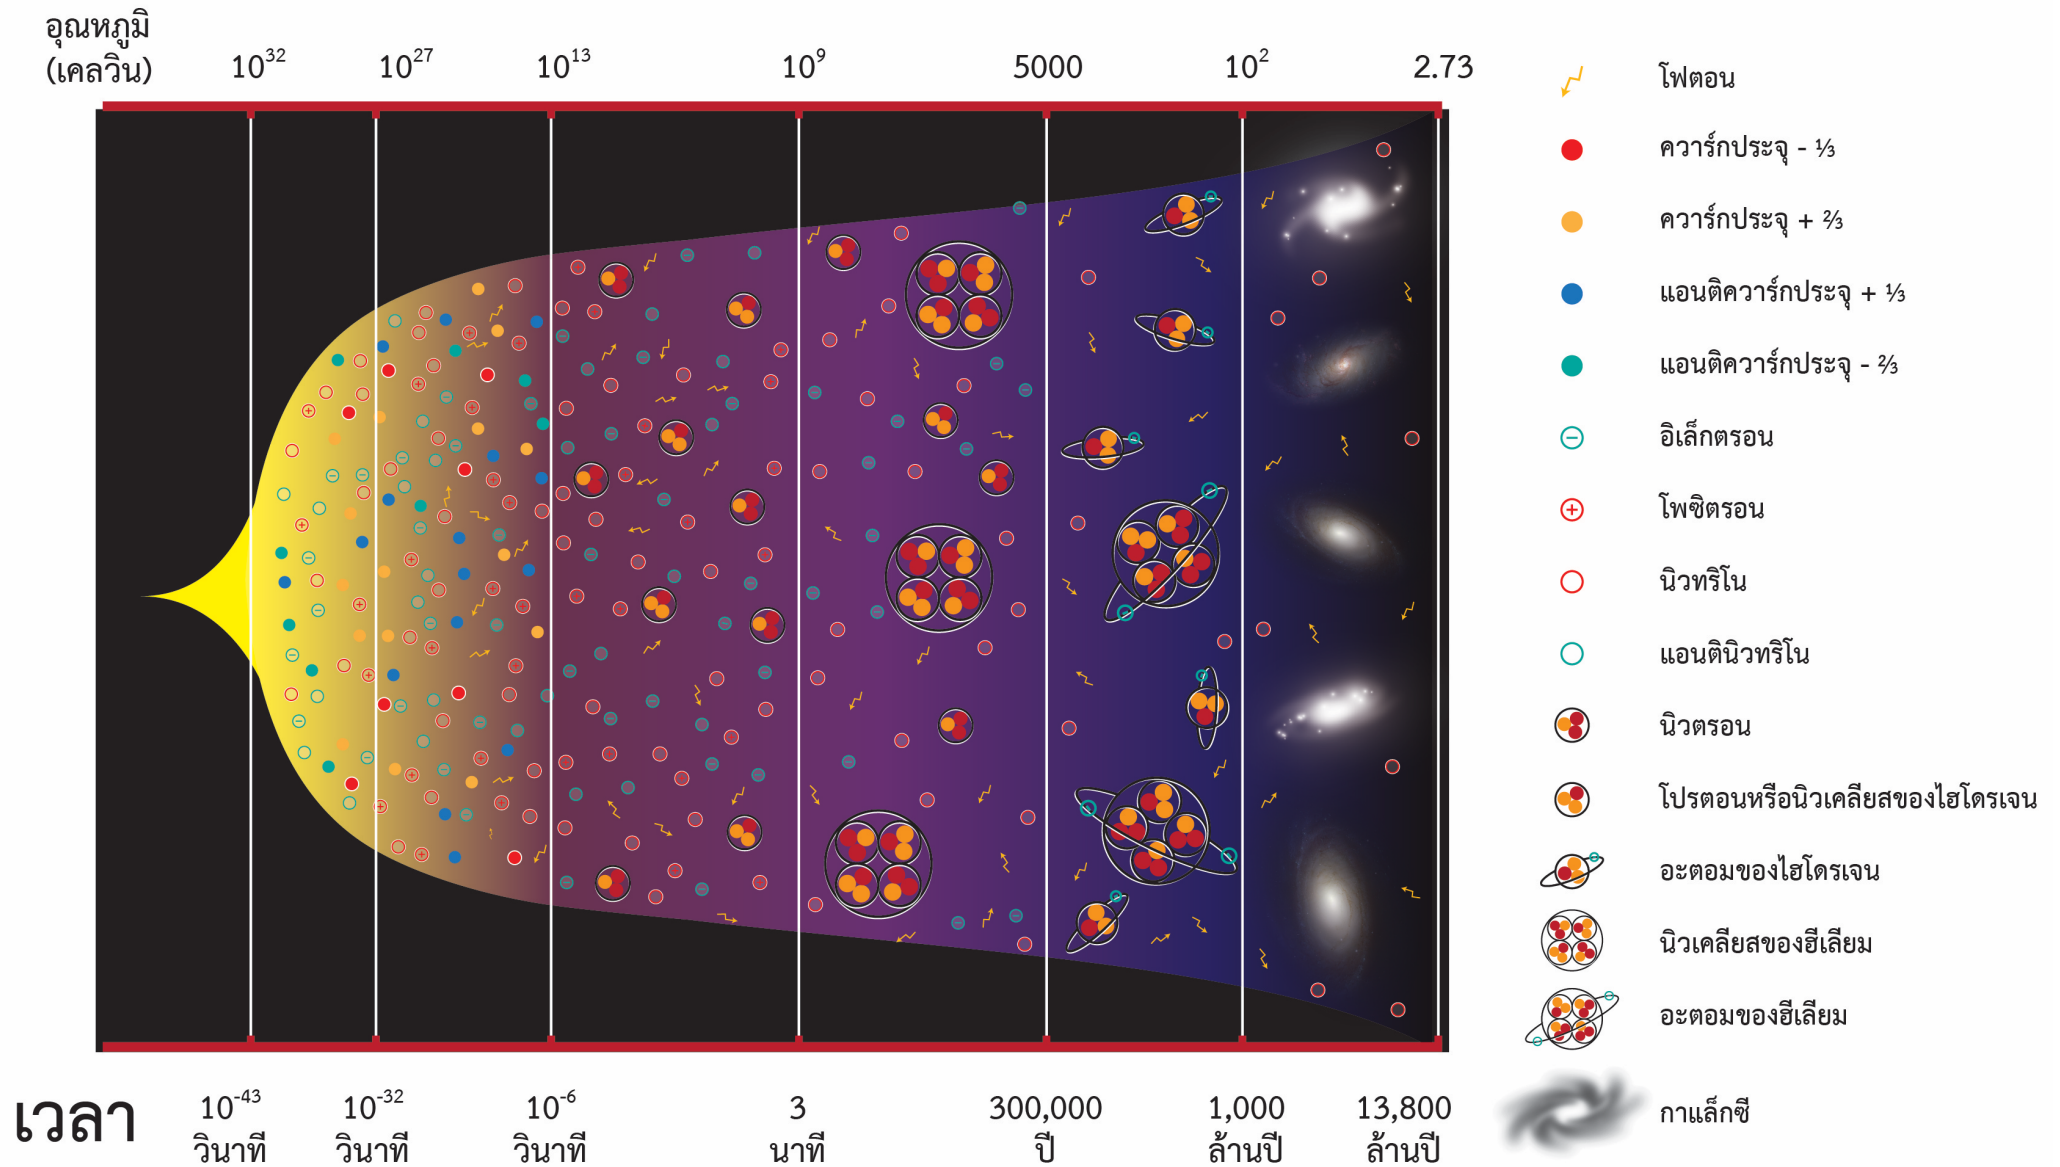 อุณหภูมิ
(เคลวิน)
10³² 10²⁷ 10¹³ 10⁹ 5000 10² 2.73
โฟตอน
ควาร์กประจุ - ⅓
ควาร์กประจุ + ⅔
แอนติควาร์กประจุ + ⅓
แอนติควาร์กประจุ - ⅔
อิเล็กตรอน
โพซิตรอน
นิวทริโน
แอนตินิวทริโน
นิวตรอน
โปรตอนหรือนิวเคลียสของไฮโดรเจน
อะตอมของไฮโดรเจน
นิวเคลียสของฮีเลียม
อะตอมของฮีเลียม
กาแล็กซี
เวลา
10⁻⁴³ 10⁻³² 10⁻⁶ 3 300,000 1,000 13,800
วินาที วินาที วินาที นาที ปี ล้านปี ล้านปี